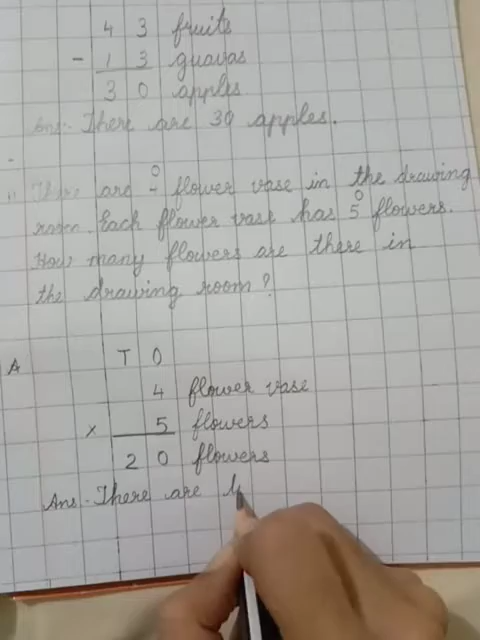 4 3 fruits
- 1 3 guavas
3 0 apples
Ans:- There are 30 apples.
There are flower vase in the drawing
room. Each flower vase has 5 flowers.
How many flowers are there in
the drawing room?
A T O
4 flower vase
x 5 flowers
2 0 flowers
Ans:- There are